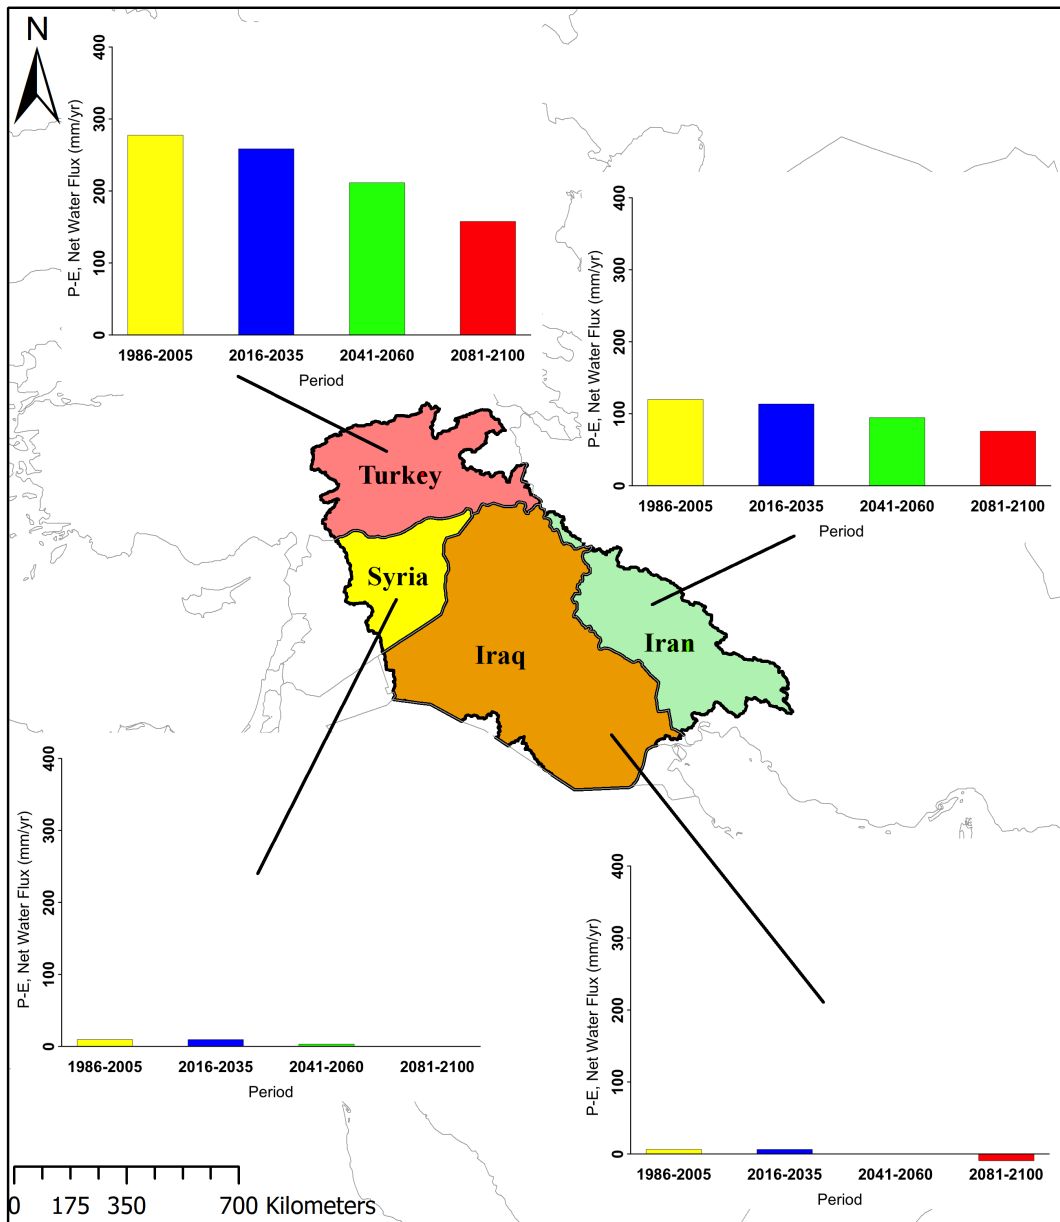 N
P-E, Net Water Flux (mm/yr)
400
300
200
100
0
1986-2005 2016-2035 2041-2060 2081-2100
Period
P-E, Net Water Flux (mm/yr)
400
300
200
100
0
1986-2005 2016-2035 2041-2060 2081-2100
Period
Turkey
Syria
Iraq
Iran
P-E, Net Water Flux (mm/yr)
400
300
200
100
0
1986-2005 2016-2035 2041-2060 2081-2100
Period
P-E, Net Water Flux (mm/yr)
400
300
200
100
0
1986-2005 2016-2035 2041-2060 2081-2100
Period
0 175 350 700 Kilometers